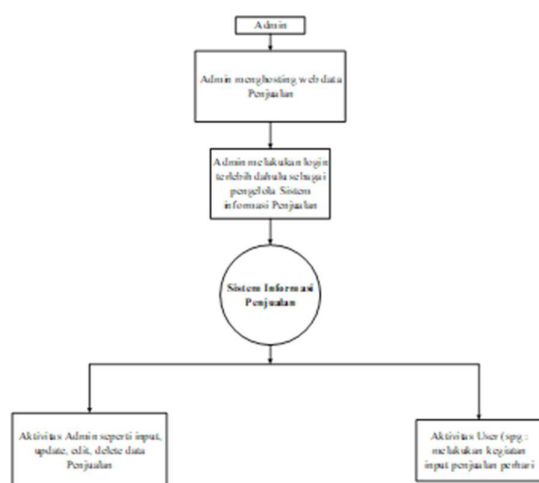 Admin
Admin menghosting web data
Penjualan
Admin melakukan login
terlebih dahulu sebagai
pengelola Sistem
informasi Penjualan
Sistem Informasi
Penjualan
Aktivitas Admin seperti input,
update, edit, delete data
Penjualan
Aktivitas User (spg :
melakukan kegiatan
input penjualan perhari